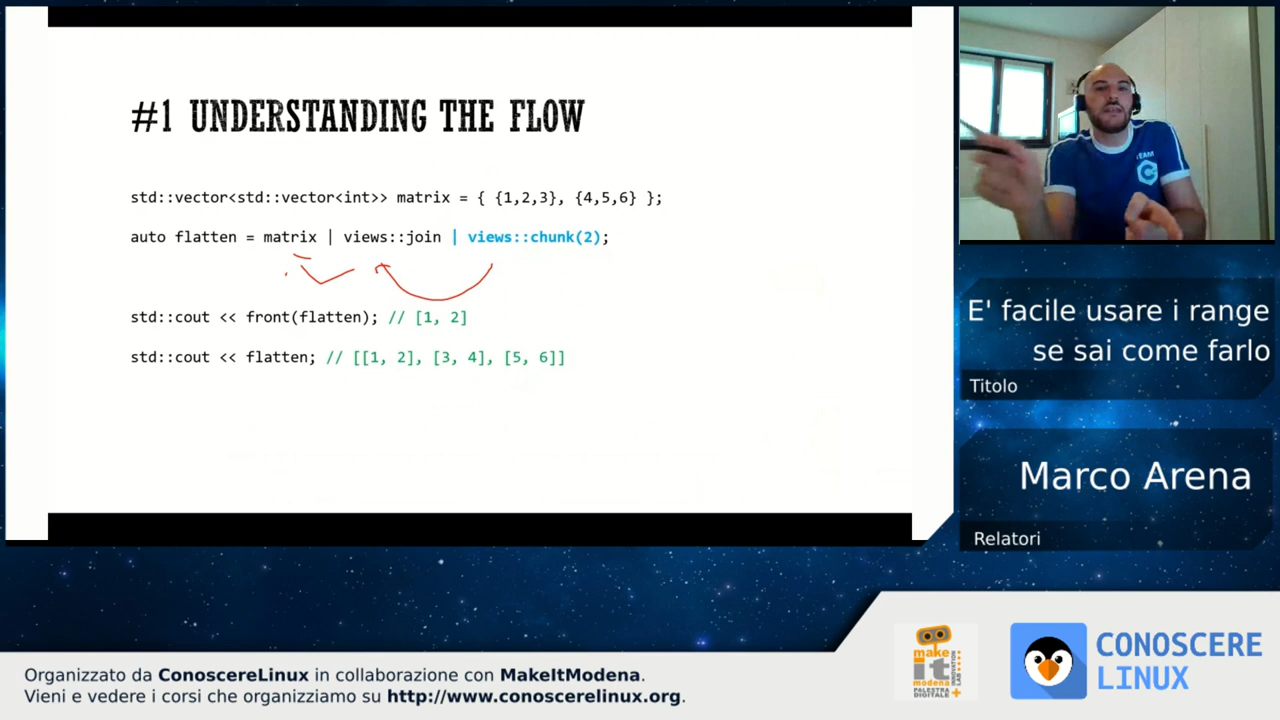 #1 UNDERSTANDING THE FLOW
std::vector<std::vector<int>> matrix = { {1,2,3}, {4,5,6} };
auto flatten = matrix | views::join | views::chunk(2);
std::cout << front(flatten); // [1, 2]
std::cout << flatten; // [[1, 2], [3, 4], [5, 6]]
TEAM
C
E' facile usare i range
se sai come farlo
Titolo
Marco Arena
Relatori
make
it
modena
PALESTRA
DIGITALE
INNOVATION
LAB
CONOSCERE
LINUX
Organizzato da ConoscereLinux in collaborazione con MakeItModena.
Vieni e vedere i corsi che organizziamo su http://www.conoscerelinux.org.